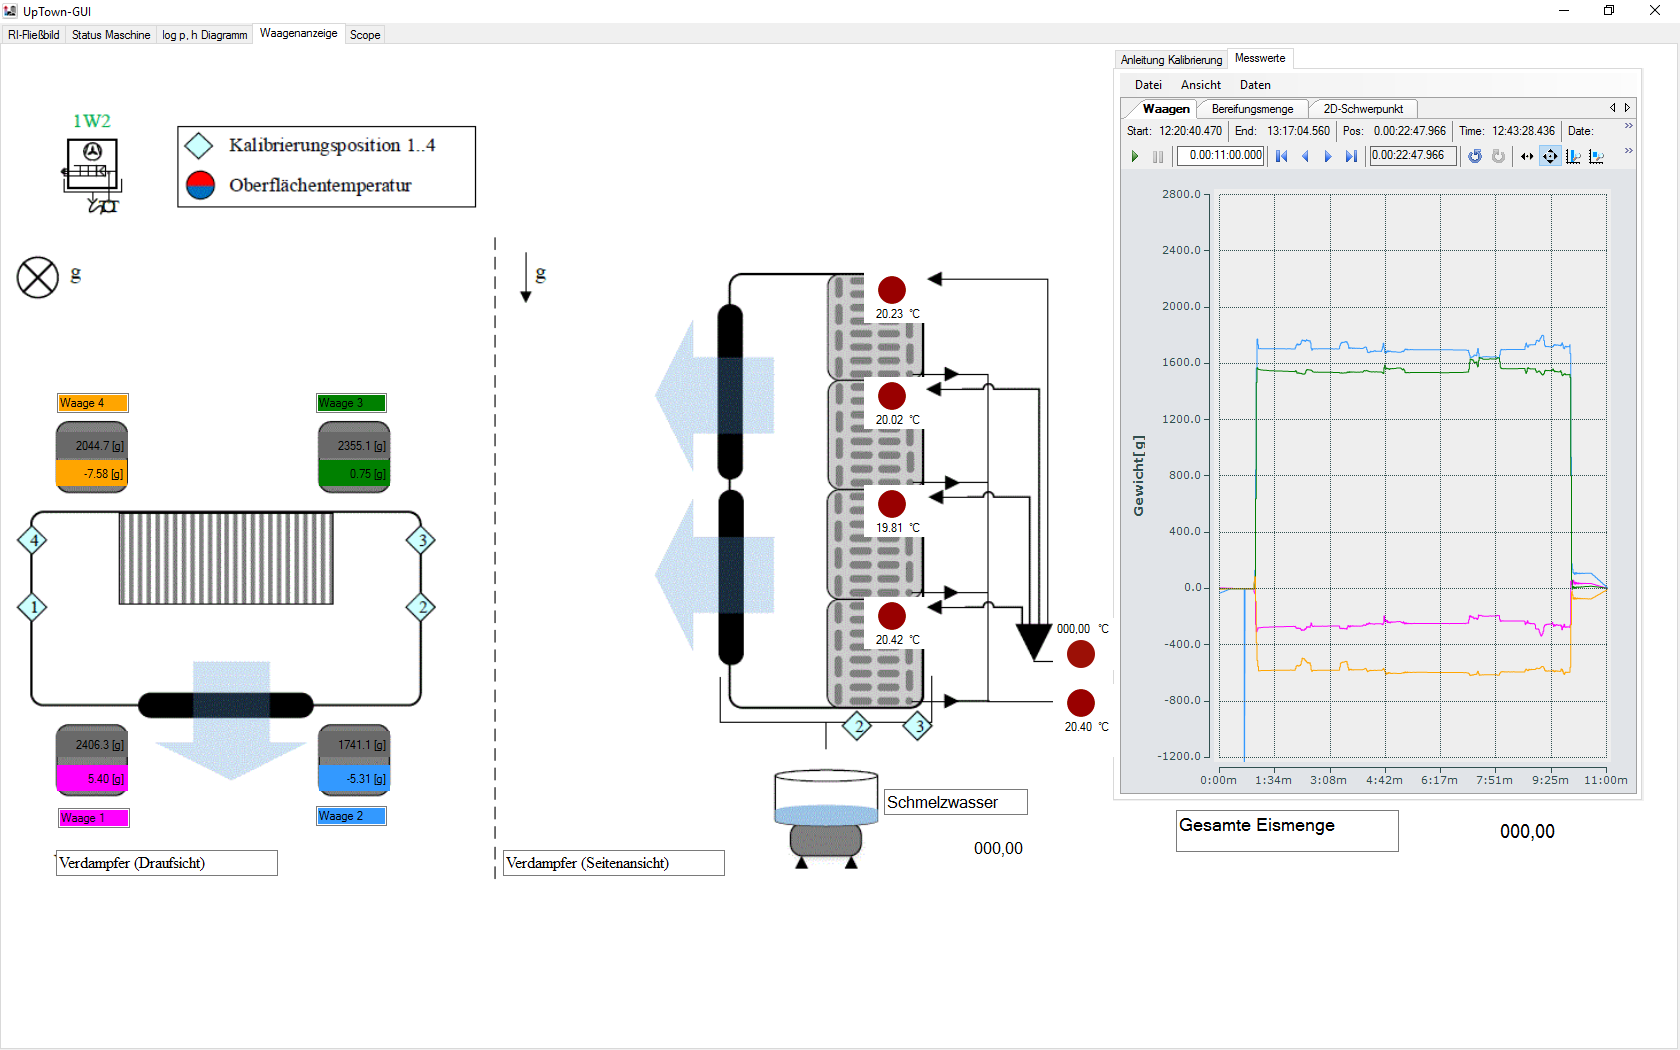 UpTown-GUI
RI-Fließbild
Status Maschine
log p, h Diagramm
Waagenanzeige
Scope
1W2
Kalibrierungsposition 1..4
Oberflächentemperatur
g
g
Waage 4
2044.7 [g]
-7.58 [g]
Waage 3
2355.1 [g]
0.75 [g]
4
3
1
2
2406.3 [g]
5.40 [g]
Waage 1
1741.1 [g]
-5.31 [g]
Waage 2
Verdampfer (Draufsicht)
20.23 °C
20.02 °C
19.81 °C
20.42 °C
000,00 °C
20.40 °C
2
3
Schmelzwasser
000,00
Verdampfer (Seitenansicht)
Anleitung Kalibrierung
Messwerte
Datei Ansicht Daten
Waagen
Bereifungsmenge
2D-Schwerpunkt
Start: 12:20:40.470 End: 13:17:04.560 Pos: 0.00:22:47.966 Time: 12:43:28.436 Date:
0.00:11:00.000
0.00:22:47.966
Gewicht[g]
2800.0
2400.0
2000.0
1600.0
1200.0
800.0
400.0
0.0
-400.0
-800.0
-1200.0
0:00m 1:34m 3:08m 4:42m 6:17m 7:51m 9:25m 11:00m
Gesamte Eismenge
000,00